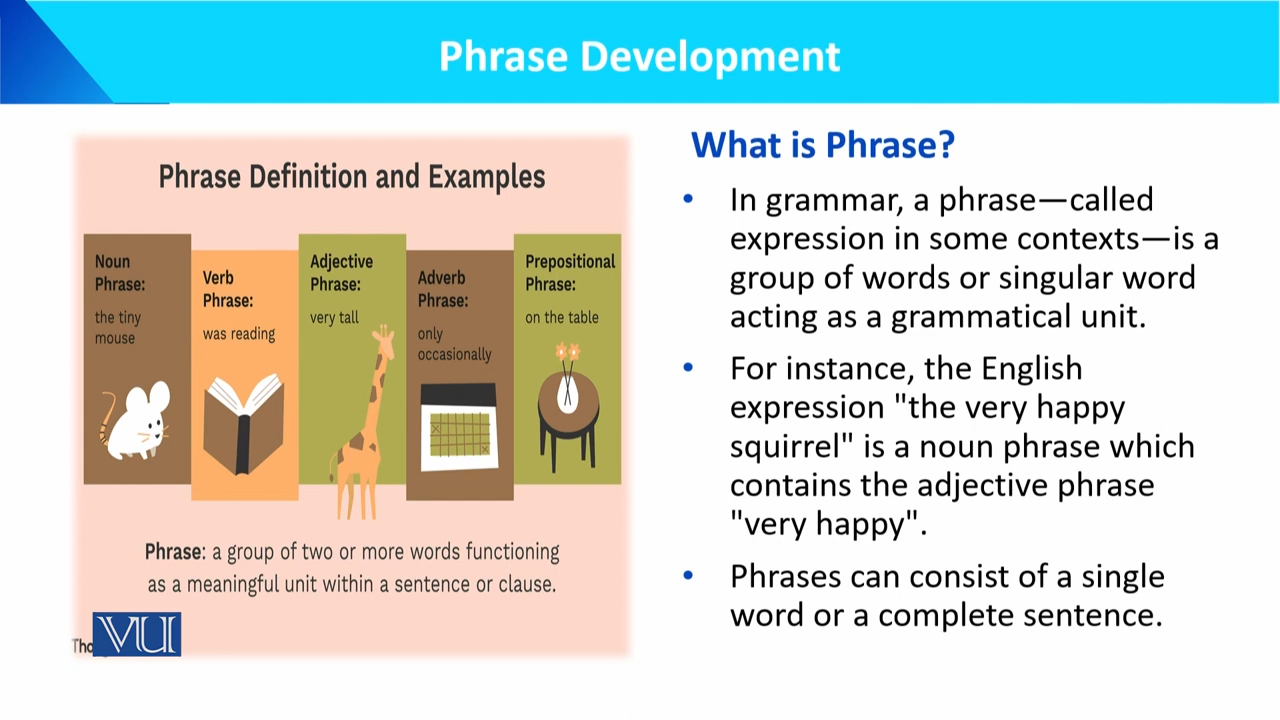 Phrase Development
Phrase Definition and Examples
Noun
Phrase:
the tiny
mouse
Verb
Phrase:
was reading
Adjective
Phrase:
very tall
Adverb
Phrase:
only
occasionally
Prepositional
Phrase:
on the table
Phrase: a group of two or more words functioning
as a meaningful unit within a sentence or clause.
VU
What is Phrase?
• In grammar, a phrase—called
expression in some contexts—is a
group of words or singular word
acting as a grammatical unit.
• For instance, the English
expression "the very happy
squirrel" is a noun phrase which
contains the adjective phrase
"very happy".
• Phrases can consist of a single
word or a complete sentence.